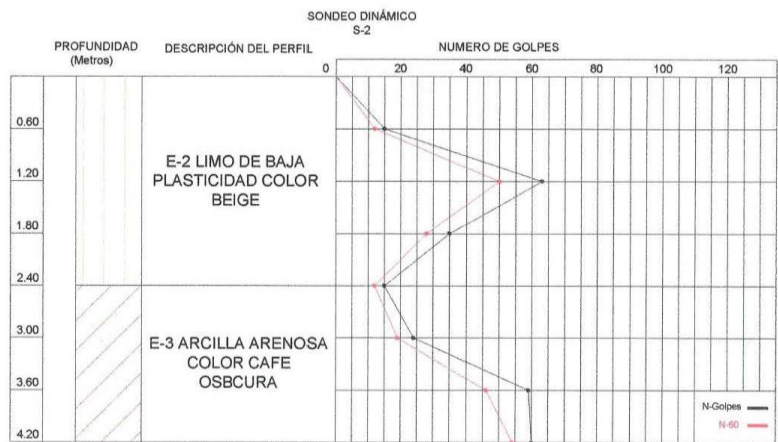 SONDEO DINÁMICO
S-2
PROFUNDIDAD
(Metros)
DESCRIPCIÓN DEL PERFIL
NUMERO DE GOLPES
0 20 40 60 80 100 120
0.60
1.20
1.80
2.40
3.00
3.60
4.20
E-2 LIMO DE BAJA
PLASTICIDAD COLOR
BEIGE
E-3 ARCILLA ARENOSA
COLOR CAFE
OSBCURA
N-Golpes
N-60